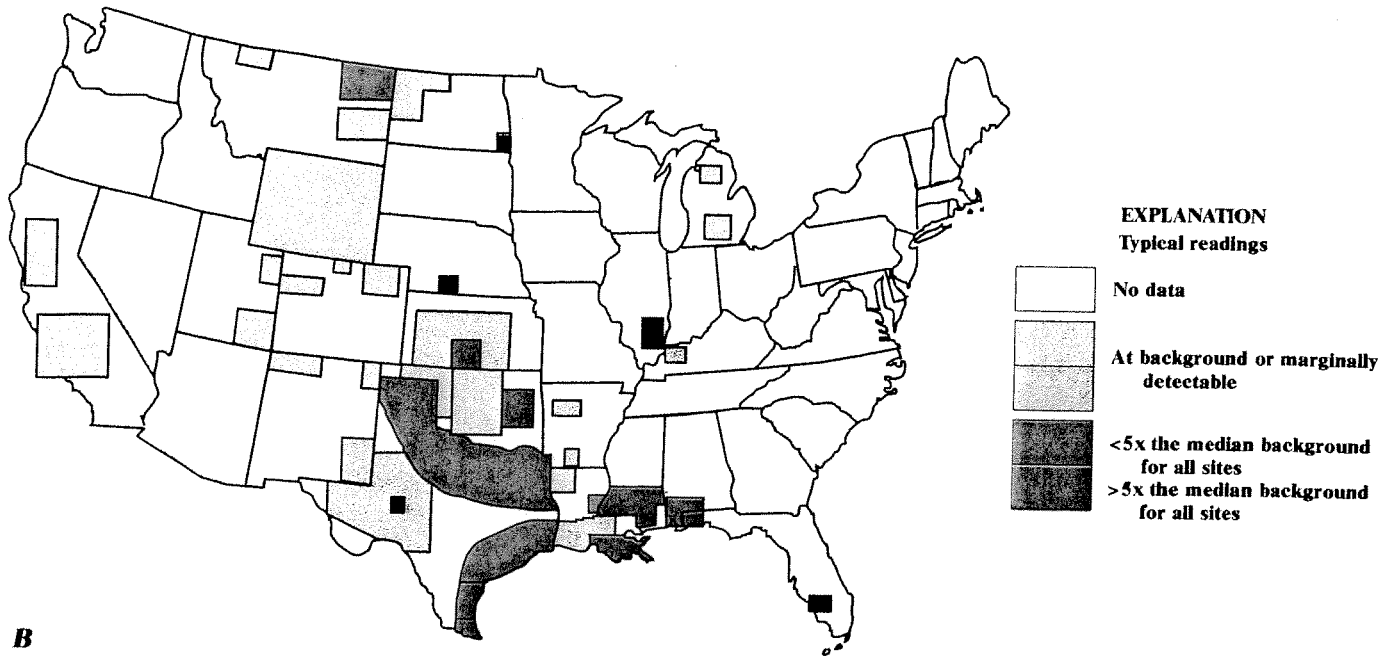 EXPLANATION
Typical readings
No data
At background or marginally
detectable
<5x the median background
for all sites
>5x the median background
for all sites
B